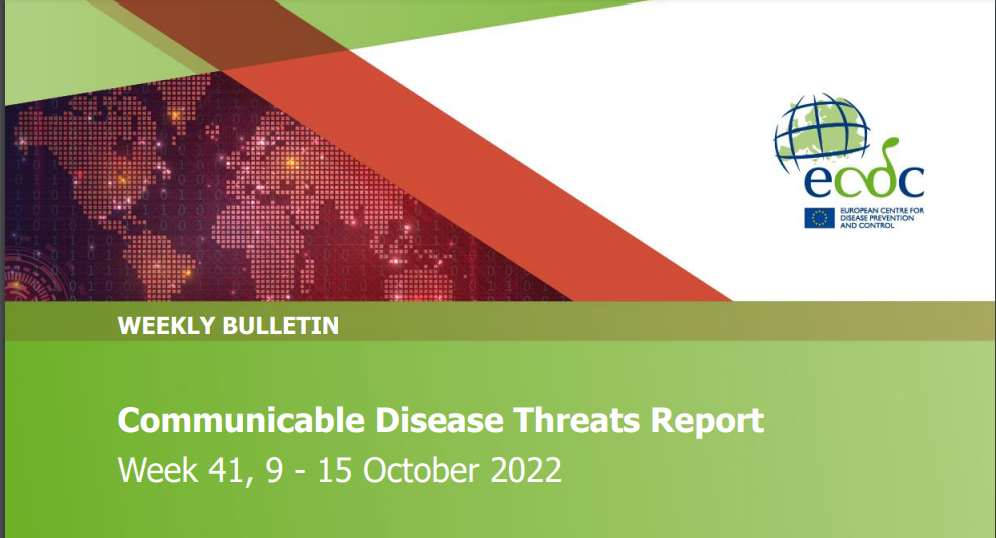 ecdc
EUROPEAN CENTRE FOR
DISEASE PREVENTION
AND CONTROL
WEEKLY BULLETIN
Communicable Disease Threats Report
Week 41, 9 - 15 October 2022